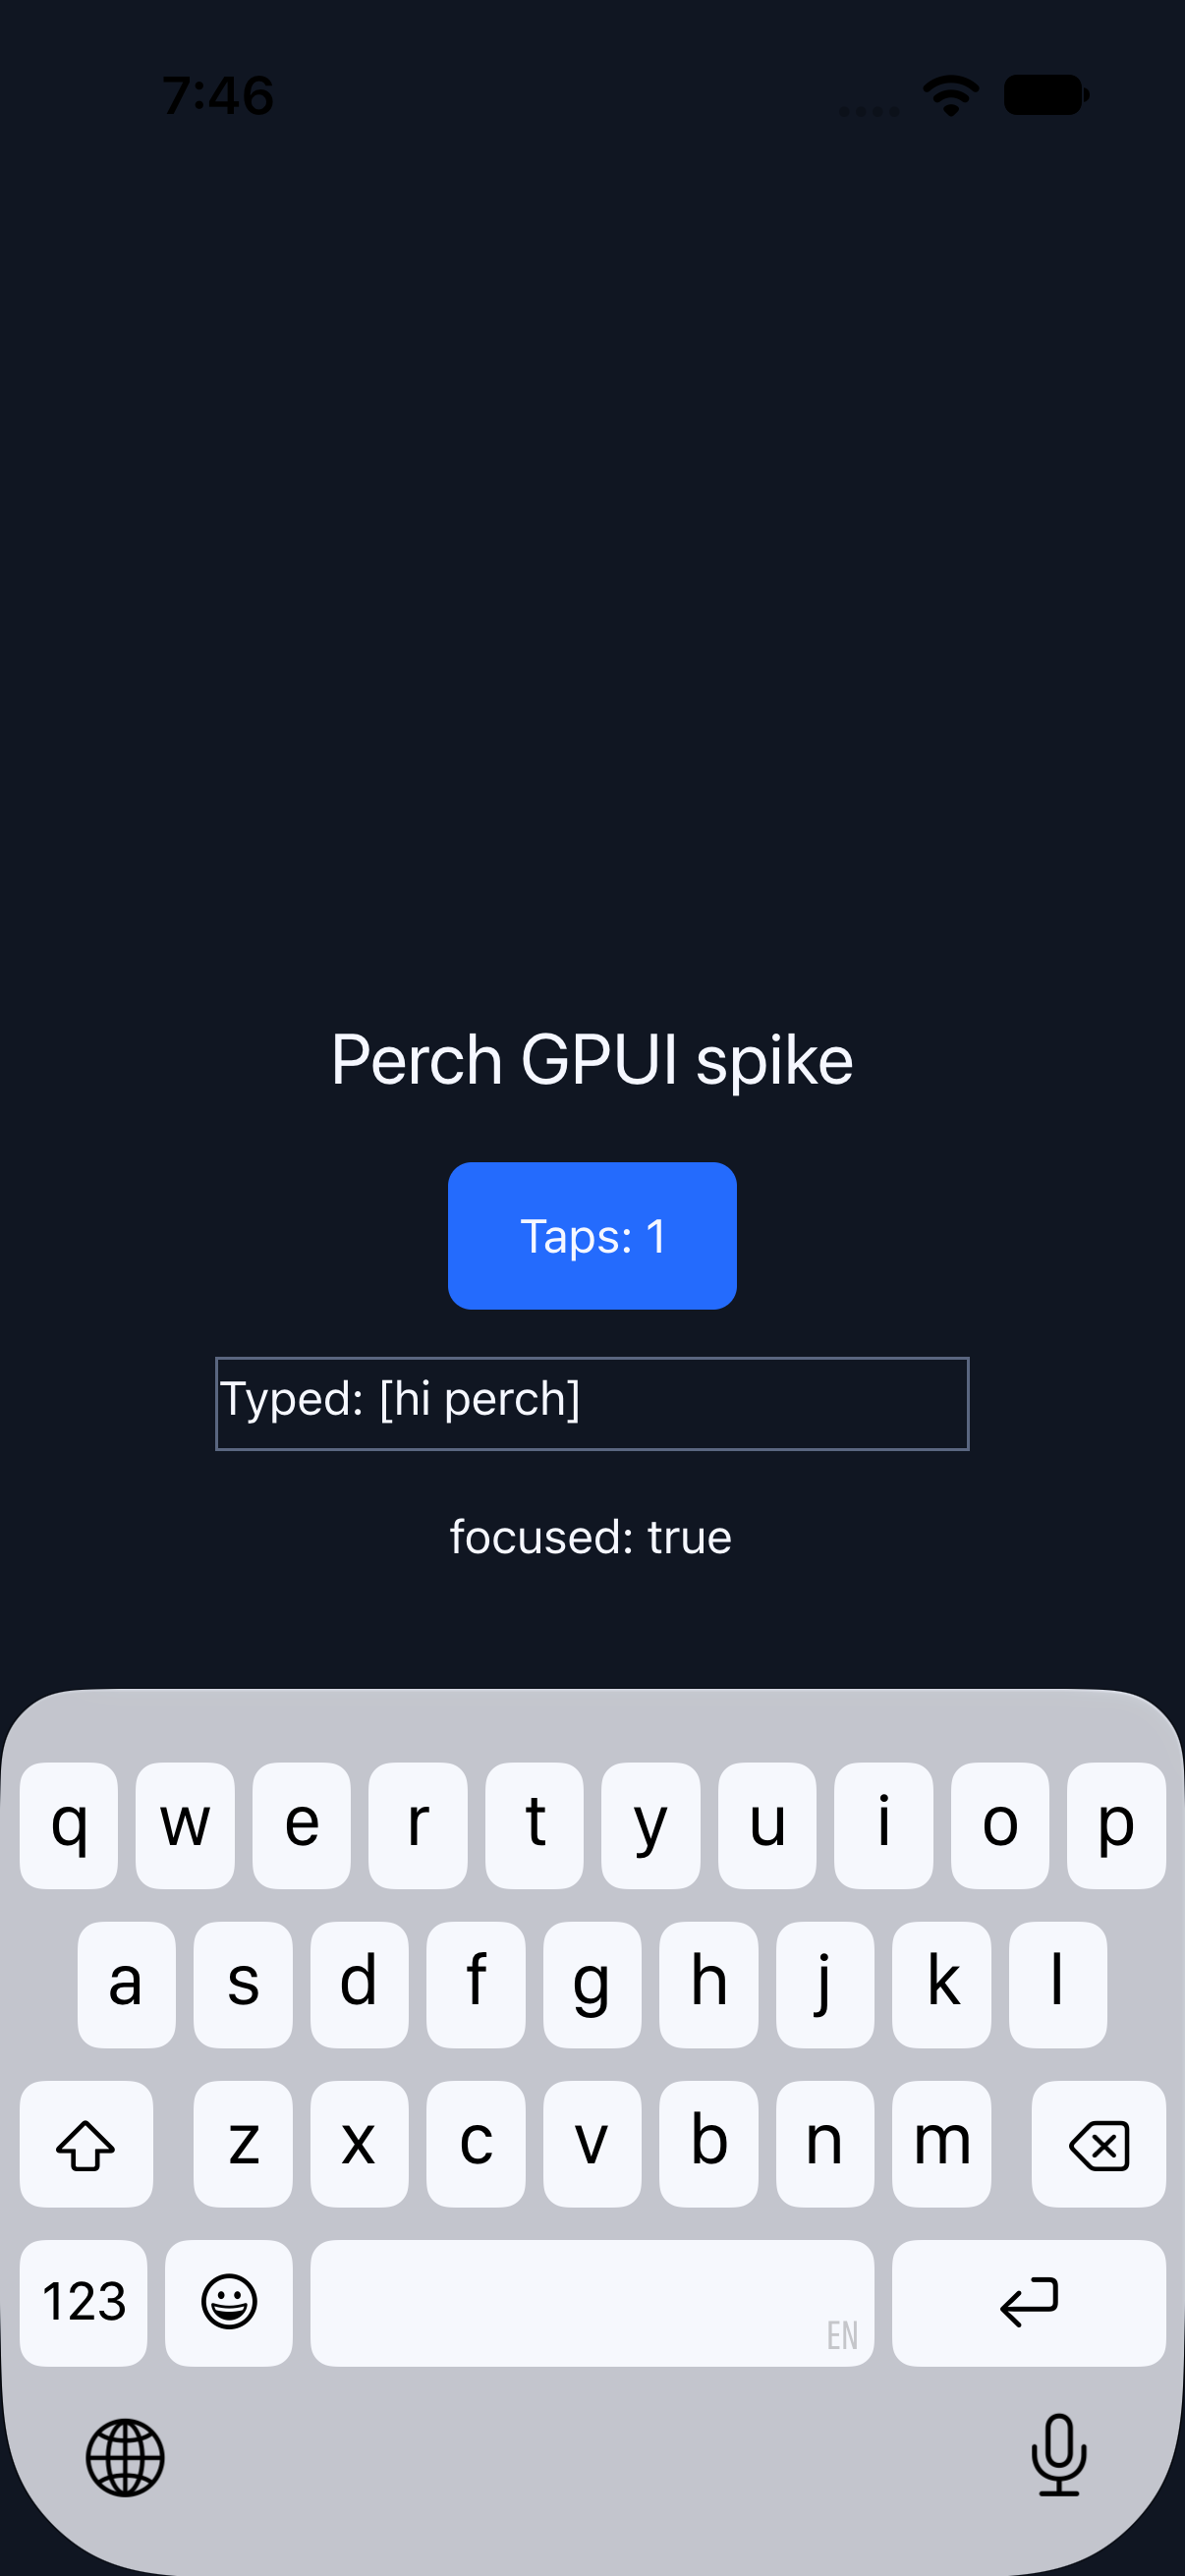 7:46
Perch GPUI spike
Taps: 1
Typed: [hi perch]
focused: true
q w e r t y u i o p
a s d f g h j k l
z x c v b n m
123
EN